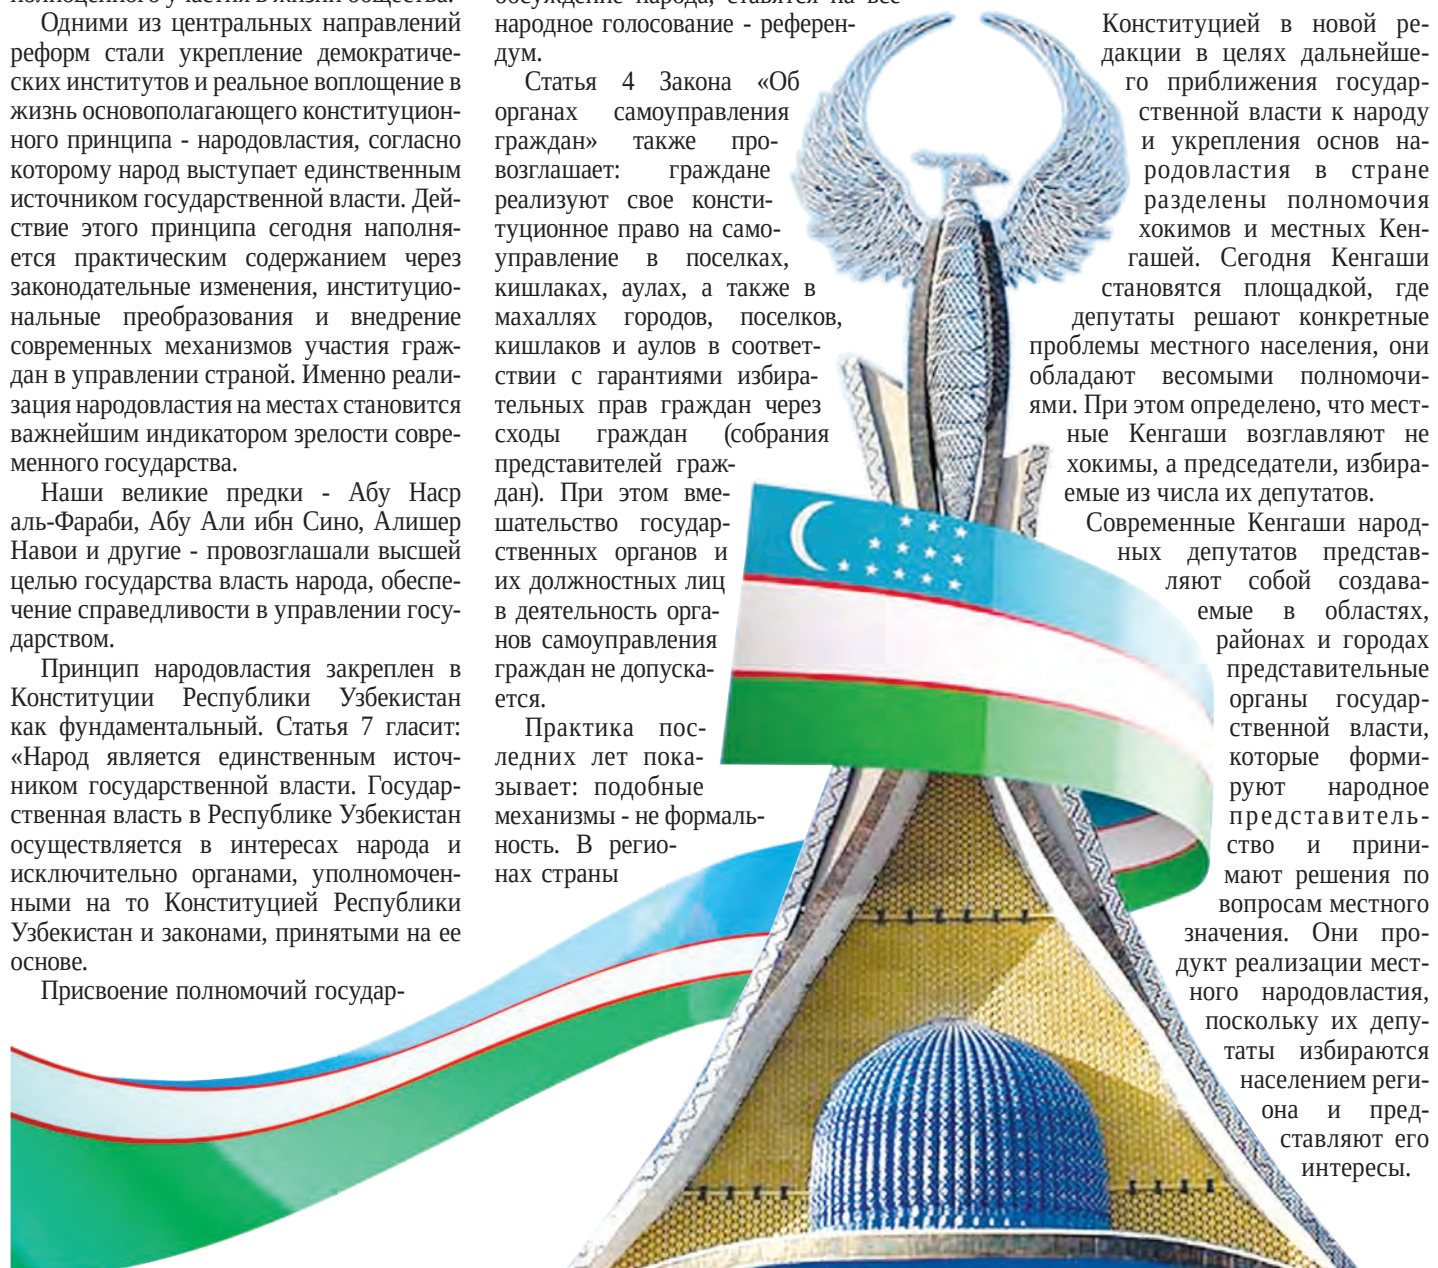 полноценного участия в жизни общества.
Одними из центральных направлений
реформ стали укрепление демократиче-
ских институтов и реальное воплощение в
жизнь основополагающего конституцион-
ного принципа - народовластия, согласно
которому народ выступает единственным
источником государственной власти. Дей-
ствие этого принципа сегодня наполня-
ется практическим содержанием через
законодательные изменения, институцио-
нальные преобразования и внедрение
современных механизмов участия граж-
дан в управлении страной. Именно реали-
зация народовластия на местах становится
важнейшим индикатором зрелости совре-
менного государства.
Наши великие предки - Абу Наср
аль-Фараби, Абу Али ибн Сино, Алишер
Навои и другие - провозглашали высшей
целью государства власть народа, обеспе-
чение справедливости в управлении госу-
дарством.
Принцип народовластия закреплен в
Конституции Республики Узбекистан
как фундаментальный. Статья 7 гласит:
«Народ является единственным источ-
ником государственной власти. Государ-
ственная власть в Республике Узбекистан
осуществляется в интересах народа и
исключительно органами, уполномочен-
ными на то Конституцией Республики
Узбекистан и законами, принятыми на ее
основе.
Присвоение полномочий государ-
обсуждение народа, ставятся на все-
народное голосование - референ-
дум.
Статья 4 Закона «Об
органах самоуправления
граждан» также про-
возглашает: граждане
реализуют свое консти-
туционное право на само-
управление в поселках,
кишлаках, аулах, а также в
махаллях городов, поселков,
кишлаков и аулов в соответ-
ствии с гарантиями избира-
тельных прав граждан через
сходы граждан (собрания
представителей граж-
дан). При этом вме-
шательство государ-
ственных органов и
их должностных лиц
в деятельность орга-
нов самоуправления
граждан не допуска-
ется.
Практика пос-
ледних лет пока-
зывает: подобные
механизмы - не формаль-
ность. В регио-
нах страны
Конституцией в новой ре-
дакции в целях дальнейше-
го приближения государ-
ственной власти к народу
и укрепления основ на-
родовластия в стране
разделены полномочия
хокимов и местных Кен-
гашей. Сегодня Кенгаши
становятся площадкой, где
депутаты решают конкретные
проблемы местного населения, они
обладают весомыми полномочи-
ями. При этом определено, что мест-
ные Кенгаши возглавляют не
хокимы, а председатели, избира-
емые из числа их депутатов.
Современные Кенгаши народ-
ных депутатов представ-
ляют собой создава-
емые в областях,
районах и городах
представительные
органы государ-
ственной власти,
которые форми-
руют народное
представитель-
ство и прини-
мают решения по
вопросам местного
значения. Они про-
дукт реализации мест-
ного народовластия,
поскольку их депу-
таты избираются
населением реги-
она и пред-
ставляют его
интересы.